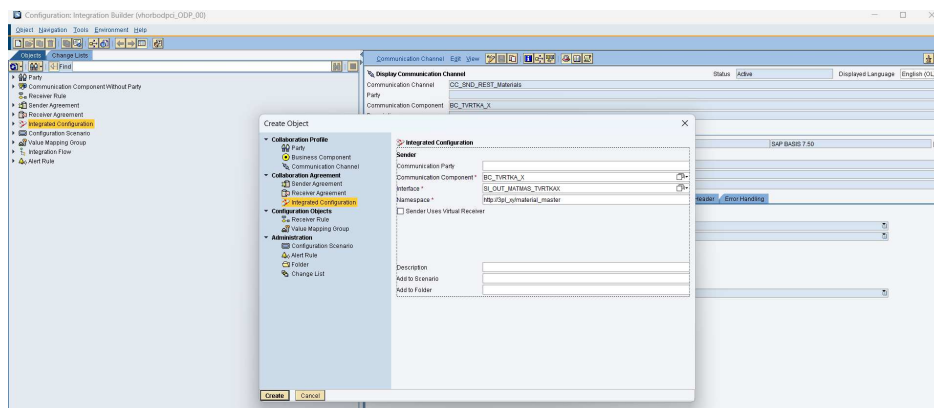 Configuration: Integration Builder (vhorbodpci_ODP_00)
Object Navigation Tools Environment Help
Objects Change Lists
Find
Party
Communication Component Without Party
Receiver Rule
Sender Agreement
Receiver Agreement
Integrated Configuration
Configuration Scenario
Value Mapping Group
Integration Flow
Alert Rule
Communication Channel Edit View
Display Communication Channel Status Active Displayed Language English (OL
Communication Channel CC_SND_REST_Materials
Party
Communication Component BC_TVRTKA_X
SAP BASIS 7.50
Header Error Handling
Create Object
Collaboration Profile
Party
Business Component
Communication Channel
Collaboration Agreement
Sender Agreement
Receiver Agreement
Integrated Configuration
Configuration Objects
Receiver Rule
Value Mapping Group
Administration
Configuration Scenario
Alert Rule
Folder
Change List
Integrated Configuration
Sender
Communication Party
Communication Component * BC_TVRTKA_X
Interface * SI_OUT_MATMAS_TVRTKAX
Namespace * http://3pl_xy/material_master
Sender Uses Virtual Receiver
Description
Add to Scenario
Add to Folder
Create Cancel